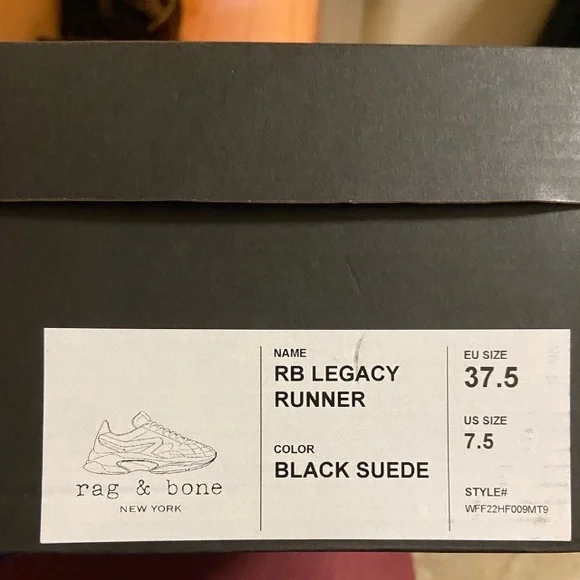 rag & bone
NEW YORK
NAME
RB LEGACY
RUNNER
COLOR
BLACK SUEDE
EU SIZE
37.5
US SIZE
7.5
STYLE#
WFF22HF009MT9